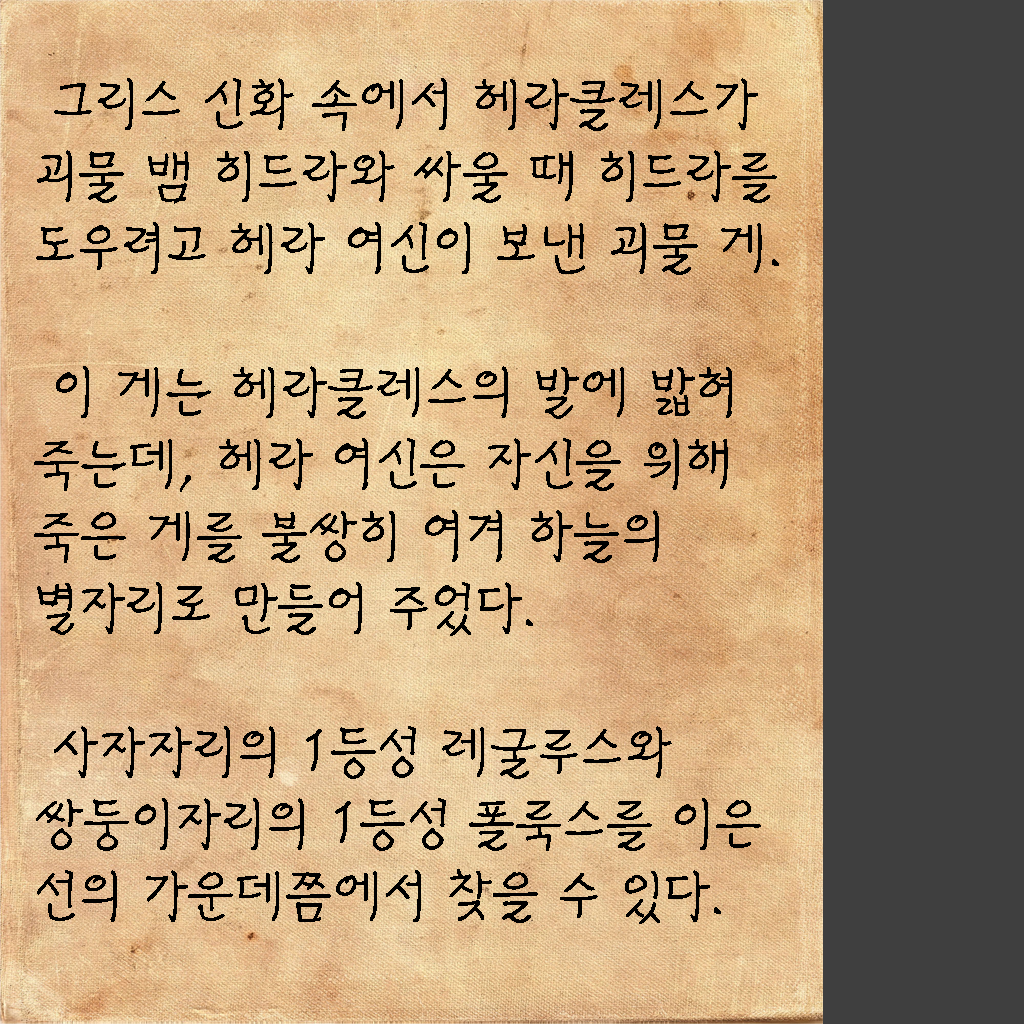 그리스 신화 속에서 헤라클레스가
괴물 뱀 히드라와 싸울 때 히드라를
도우려고 헤라 여신이 보낸 괴물 게.
이 게는 헤라클레스의 발에 밟혀
죽는데, 헤라 여신은 자신을 위해
죽은 게를 불쌍히 여겨 하늘의
별자리로 만들어 주었다.
사자자리의 1등성 레굴루스와
쌍둥이자리의 1등성 폴룩스를 이은
선의 가운데쯤에서 찾을 수 있다.